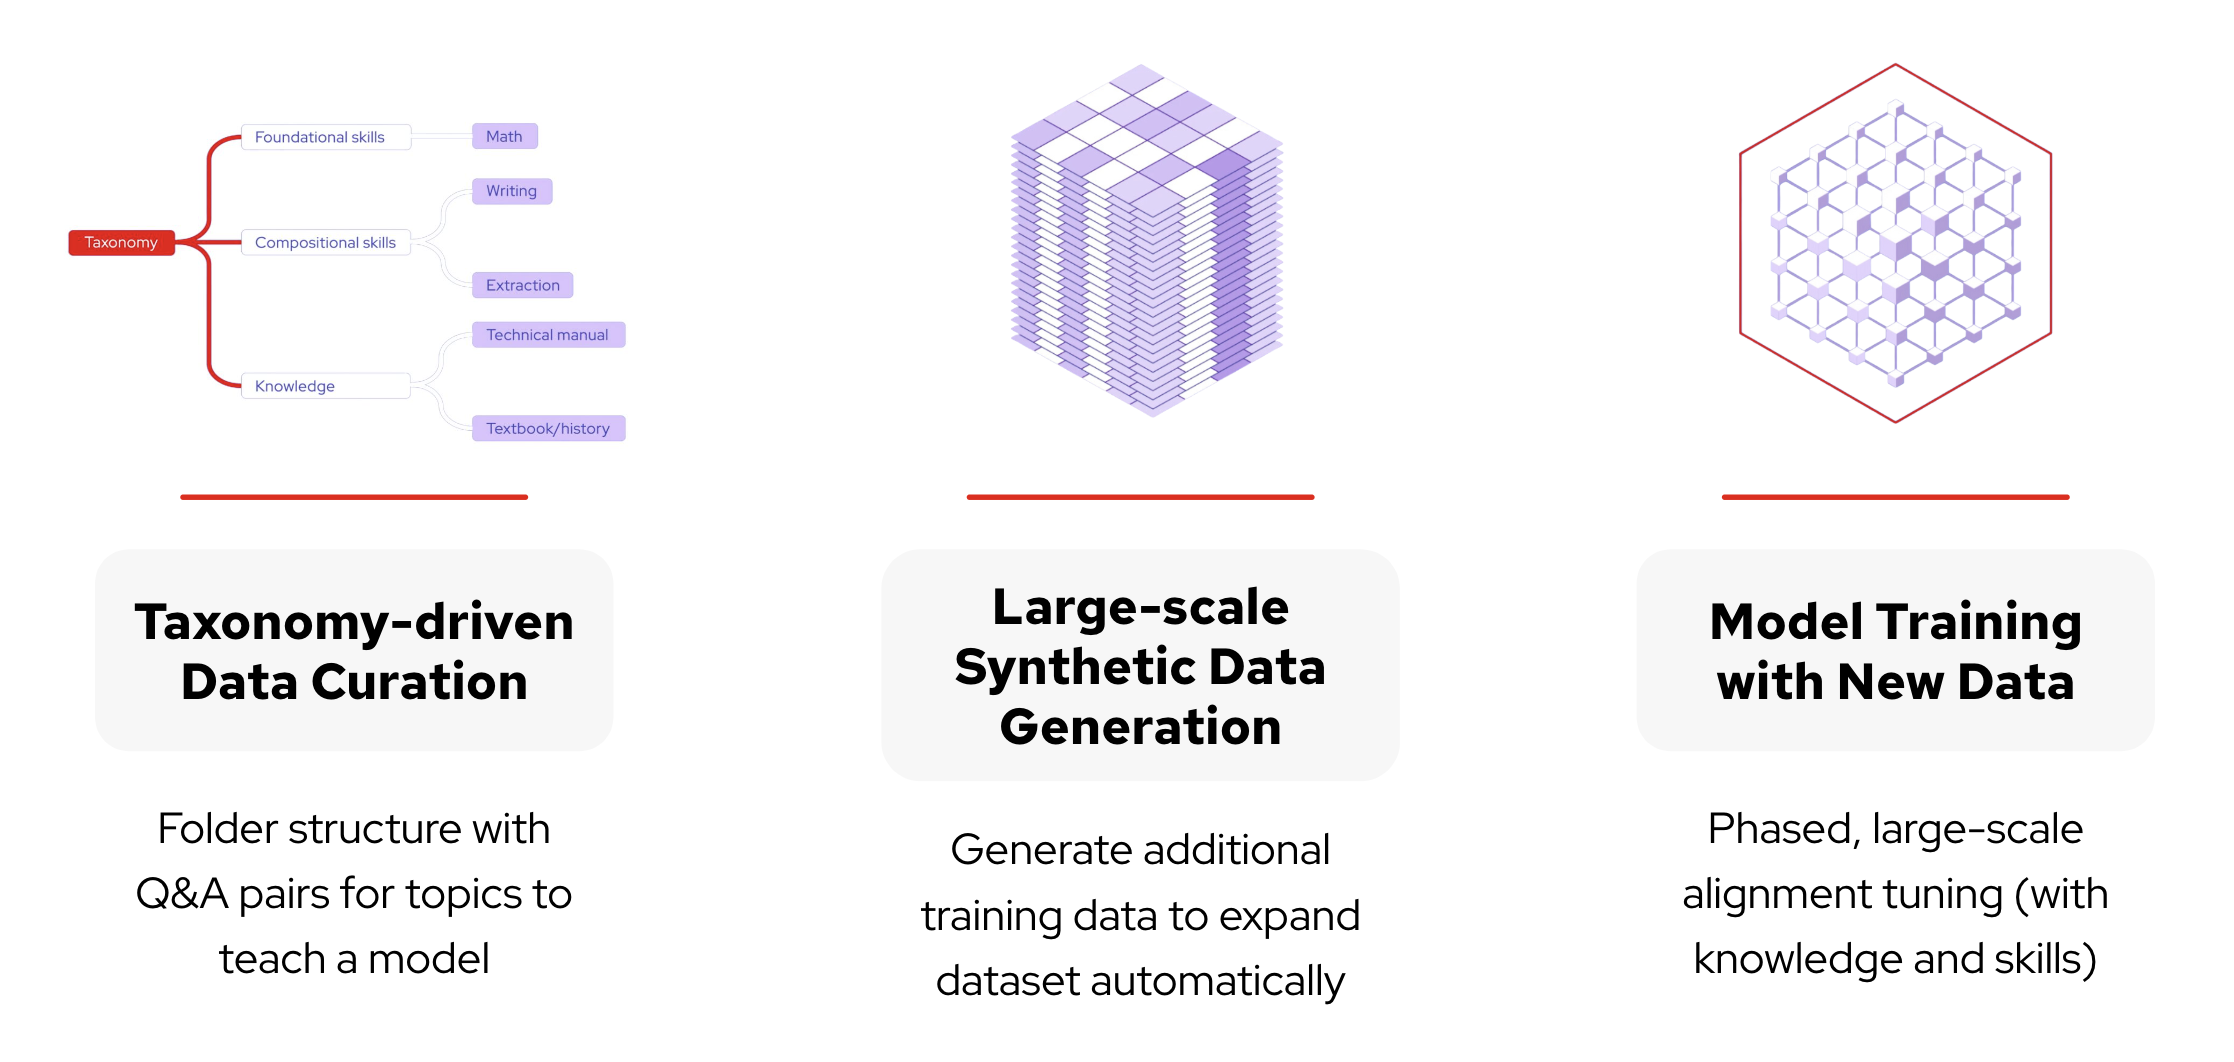 Taxonomy
Foundational skills
Math
Compositional skills
Writing
Extraction
Knowledge
Technical manual
Textbook/history
Taxonomy-driven
Data Curation
Folder structure with
Q&A pairs for topics to
teach a model
Large-scale
Synthetic Data
Generation
Generate additional
training data to expand
dataset automatically
Model Training
with New Data
Phased, large-scale
alignment tuning (with
knowledge and skills)